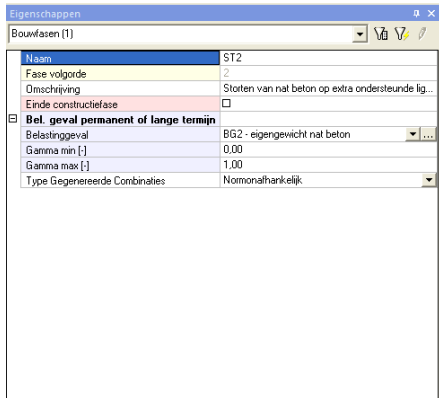 Eigenschappen
Bouwfasen (1)
Naam ST2
Fase volgorde 2
Omschrijving Storten van nat beton op extra ondersteunde lig...
Einde constructiefase
Bel. geval permanent of lange termijn
Belastinggeval BG2 - eigengewicht nat beton ...
Gamma min [-] 0,00
Gamma max [-] 1,00
Type Gegenereerde Combinaties Normonafhankelijk